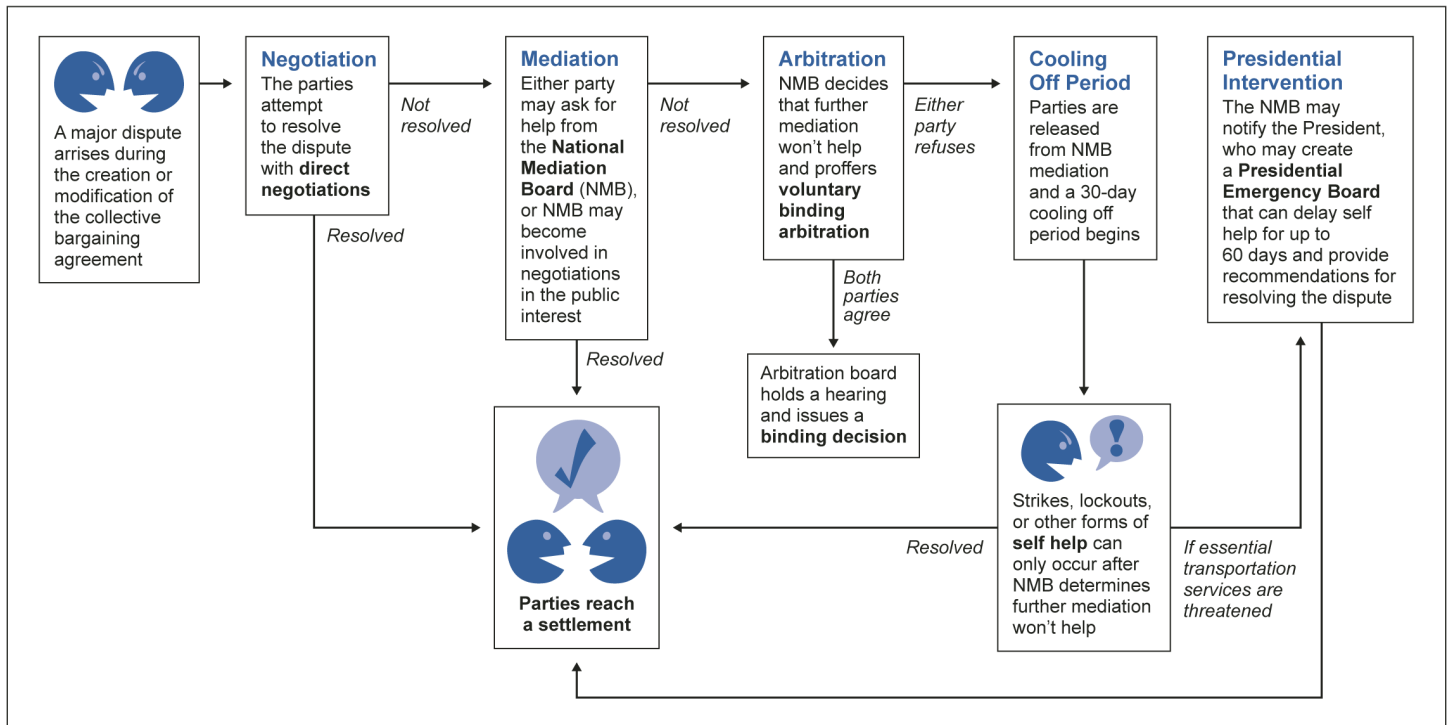 A major dispute
arrises during
the creation or
modification of
the collective
bargaining
agreement
Negotiation
The parties
attempt
to resolve
the dispute
with direct
negotiations
Not
resolved
Resolved
Mediation
Either party
may ask for
help from
the National
Mediation
Board (NMB),
or NMB may
become
involved in
negotiations
in the public
interest
Not
resolved
Resolved
Arbitration
NMB decides
that further
mediation
won’t help
and proffers
voluntary
binding
arbitration
Either
party
refuses
Both
parties
agree
Arbitration board
holds a hearing
and issues a
binding decision
Cooling
Off Period
Parties are
released
from NMB
mediation
and a 30-day
cooling off
period begins
Presidential
Intervention
The NMB may
notify the President,
who may create
a Presidential
Emergency Board
that can delay self
help for up to
60 days and provide
recommendations for
resolving the dispute
Strikes, lockouts,
or other forms of
self help can
only occur after
NMB determines
further mediation
won’t help
Resolved
If essential
transportation
services are
threatened
Parties reach
a settlement